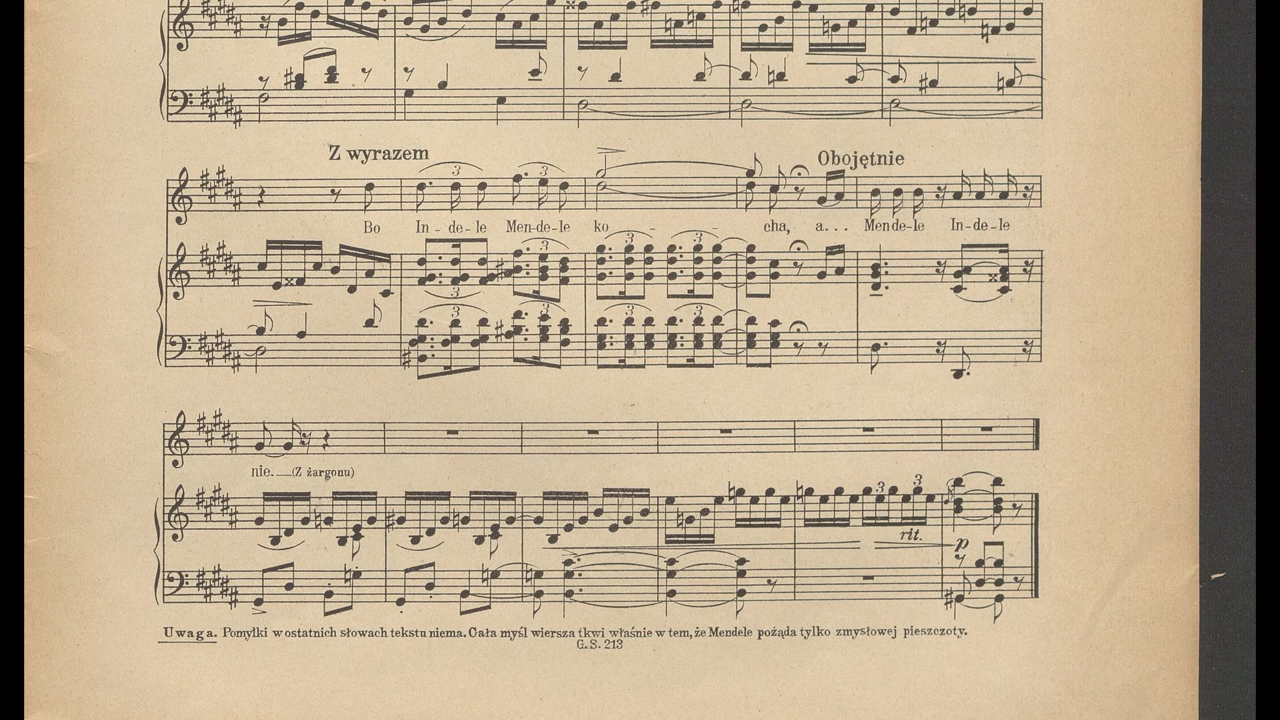 Z wyrazem
Obojętnie
Bo In-de-le Men-de-le ko - - cha, a... Mende-le In-de-le
nie.__(Z żargonu)
rit.
p
Uwaga. Pomyłki w ostatnich słowach tekstu niema. Cała myśl wiersza tkwi właśnie w tem, że Mendele pożąda tylko zmysłowej pieszczoty.
G. S. 213